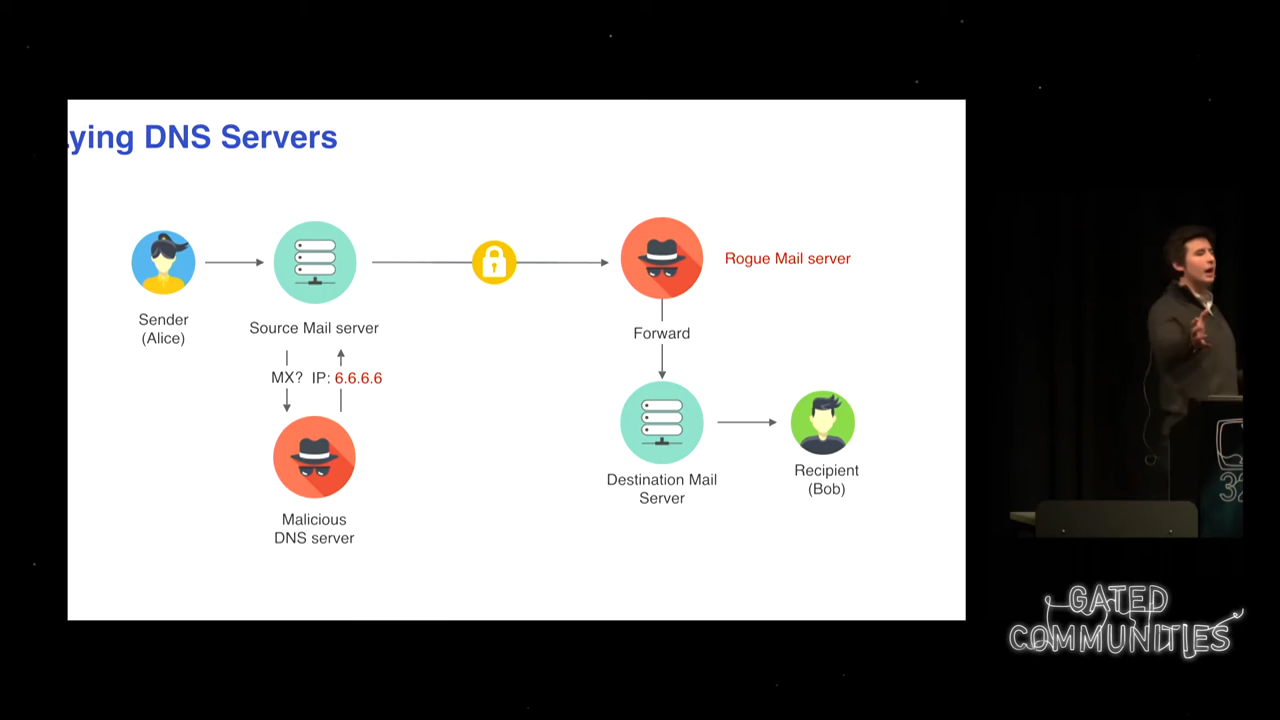 ying DNS Servers
Rogue Mail server
Sender
(Alice)
Source Mail server
Forward
MX? IP: 6.6.6.6
Destination Mail
Server
Recipient
(Bob)
Malicious
DNS server
GATED
COMMUNITIES